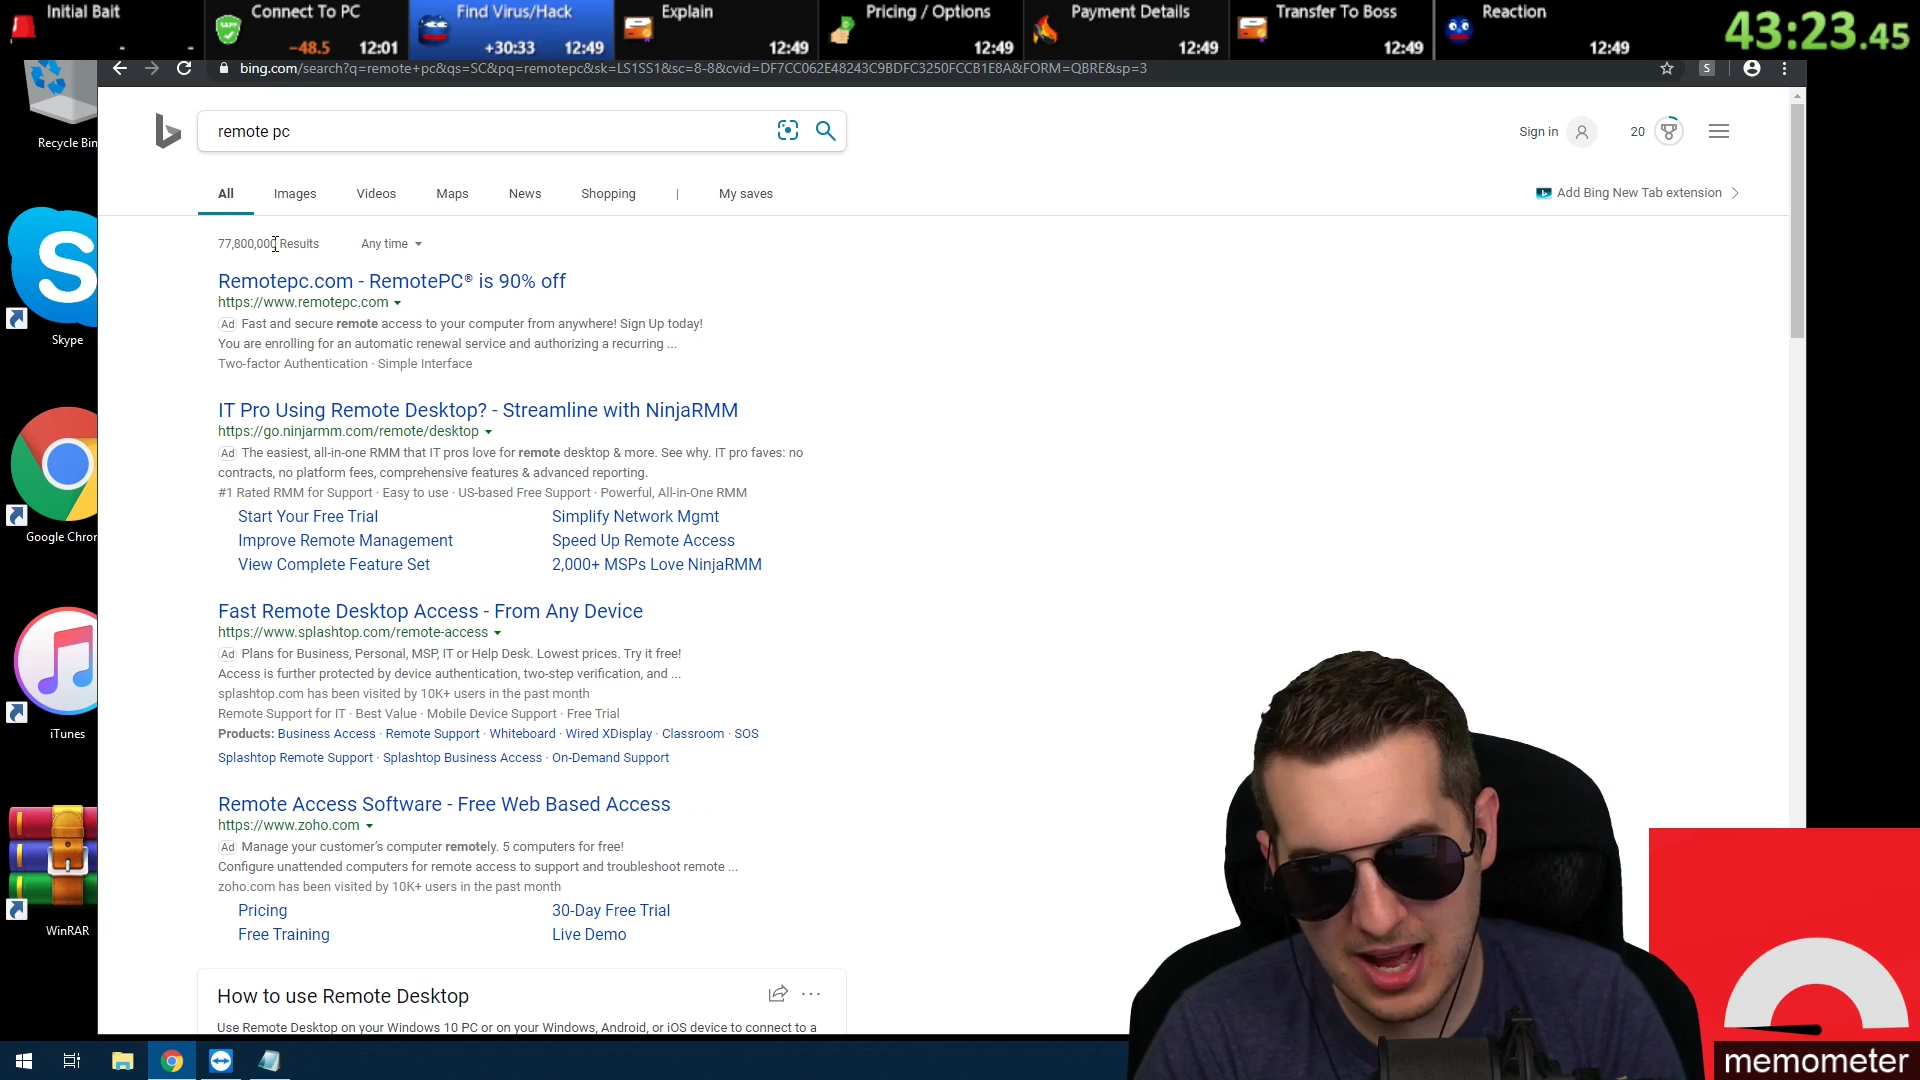 Initial Bait
-
-
Connect To PC
−48.5 12:01
Find Virus/Hack
+30:33 12:49
Explain
12:49
Pricing / Options
12:49
Payment Details
12:49
Transfer To Boss
12:49
Reaction
12:49
43:23.45
bing.com/search?q=remote+pc&qs=SC&pq=remotepc&sk=LS1SS1&sc=8-8&cvid=DF7CC062E48243C9BDFC3250FCCB1E8A&FORM=QBRE&sp=3
S
Recycle Bin
Skype
Google Chror
iTunes
WinRAR
remote pc
Sign in
20
All
Images
Videos
Maps
News
Shopping
|
My saves
Add Bing New Tab extension
77,800,000 Results
Any time
Remotepc.com - RemotePC® is 90% off
https://www.remotepc.com
Ad Fast and secure remote access to your computer from anywhere! Sign Up today!
You are enrolling for an automatic renewal service and authorizing a recurring ...
Two-factor Authentication · Simple Interface
IT Pro Using Remote Desktop? - Streamline with NinjaRMM
https://go.ninjarmm.com/remote/desktop
Ad The easiest, all-in-one RMM that IT pros love for remote desktop & more. See why. IT pro faves: no
contracts, no platform fees, comprehensive features & advanced reporting.
#1 Rated RMM for Support · Easy to use · US-based Free Support · Powerful, All-in-One RMM
Start Your Free Trial
Simplify Network Mgmt
Improve Remote Management
Speed Up Remote Access
View Complete Feature Set
2,000+ MSPs Love NinjaRMM
Fast Remote Desktop Access - From Any Device
https://www.splashtop.com/remote-access
Ad Plans for Business, Personal, MSP, IT or Help Desk. Lowest prices. Try it free!
Access is further protected by device authentication, two-step verification, and ...
splashtop.com has been visited by 10K+ users in the past month
Remote Support for IT · Best Value · Mobile Device Support · Free Trial
Products: Business Access · Remote Support · Whiteboard · Wired XDisplay · Classroom · SOS
Splashtop Remote Support · Splashtop Business Access · On-Demand Support
Remote Access Software - Free Web Based Access
https://www.zoho.com
Ad Manage your customer's computer remotely. 5 computers for free!
Configure unattended computers for remote access to support and troubleshoot remote ...
zoho.com has been visited by 10K+ users in the past month
Pricing
30-Day Free Trial
Free Training
Live Demo
How to use Remote Desktop
Use Remote Desktop on your Windows 10 PC or on your Windows, Android, or iOS device to connect to a
memometer